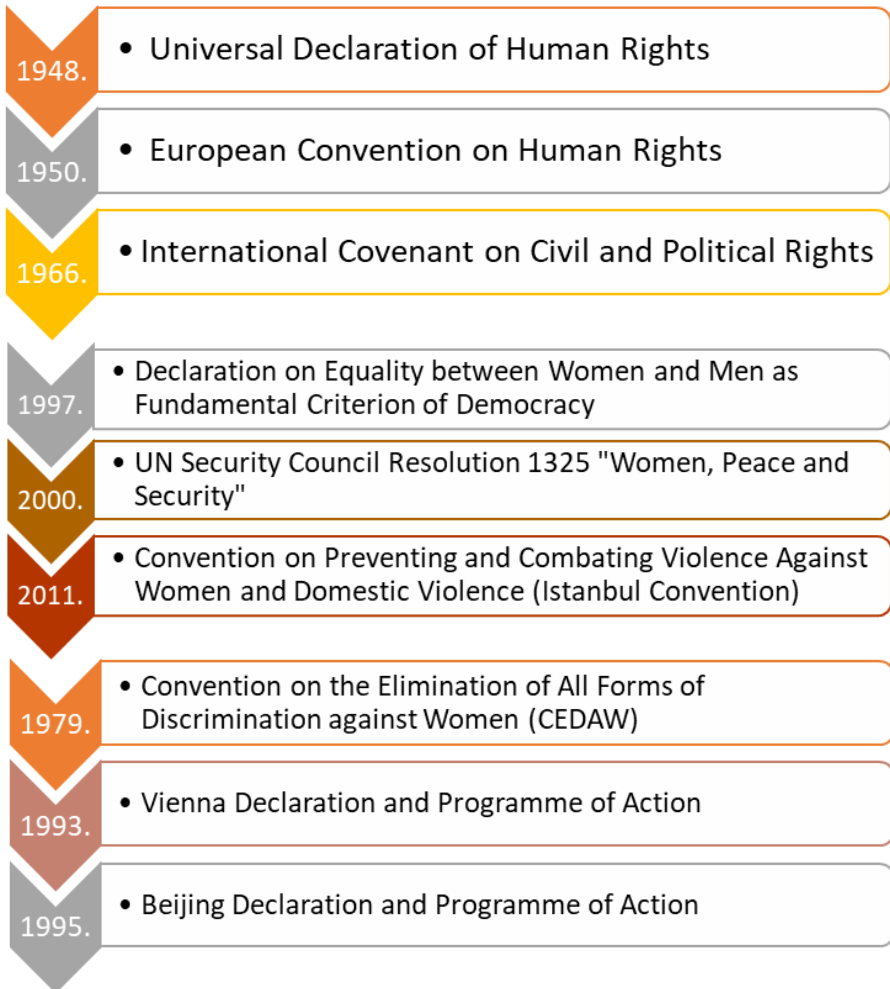 1948.
• Universal Declaration of Human Rights
1950.
• European Convention on Human Rights
1966.
• International Covenant on Civil and Political Rights
1997.
• Declaration on Equality between Women and Men as
Fundamental Criterion of Democracy
2000.
• UN Security Council Resolution 1325 "Women, Peace and
Security"
2011.
• Convention on Preventing and Combating Violence Against
Women and Domestic Violence (Istanbul Convention)
1979.
• Convention on the Elimination of All Forms of
Discrimination against Women (CEDAW)
1993.
• Vienna Declaration and Programme of Action
1995.
• Beijing Declaration and Programme of Action